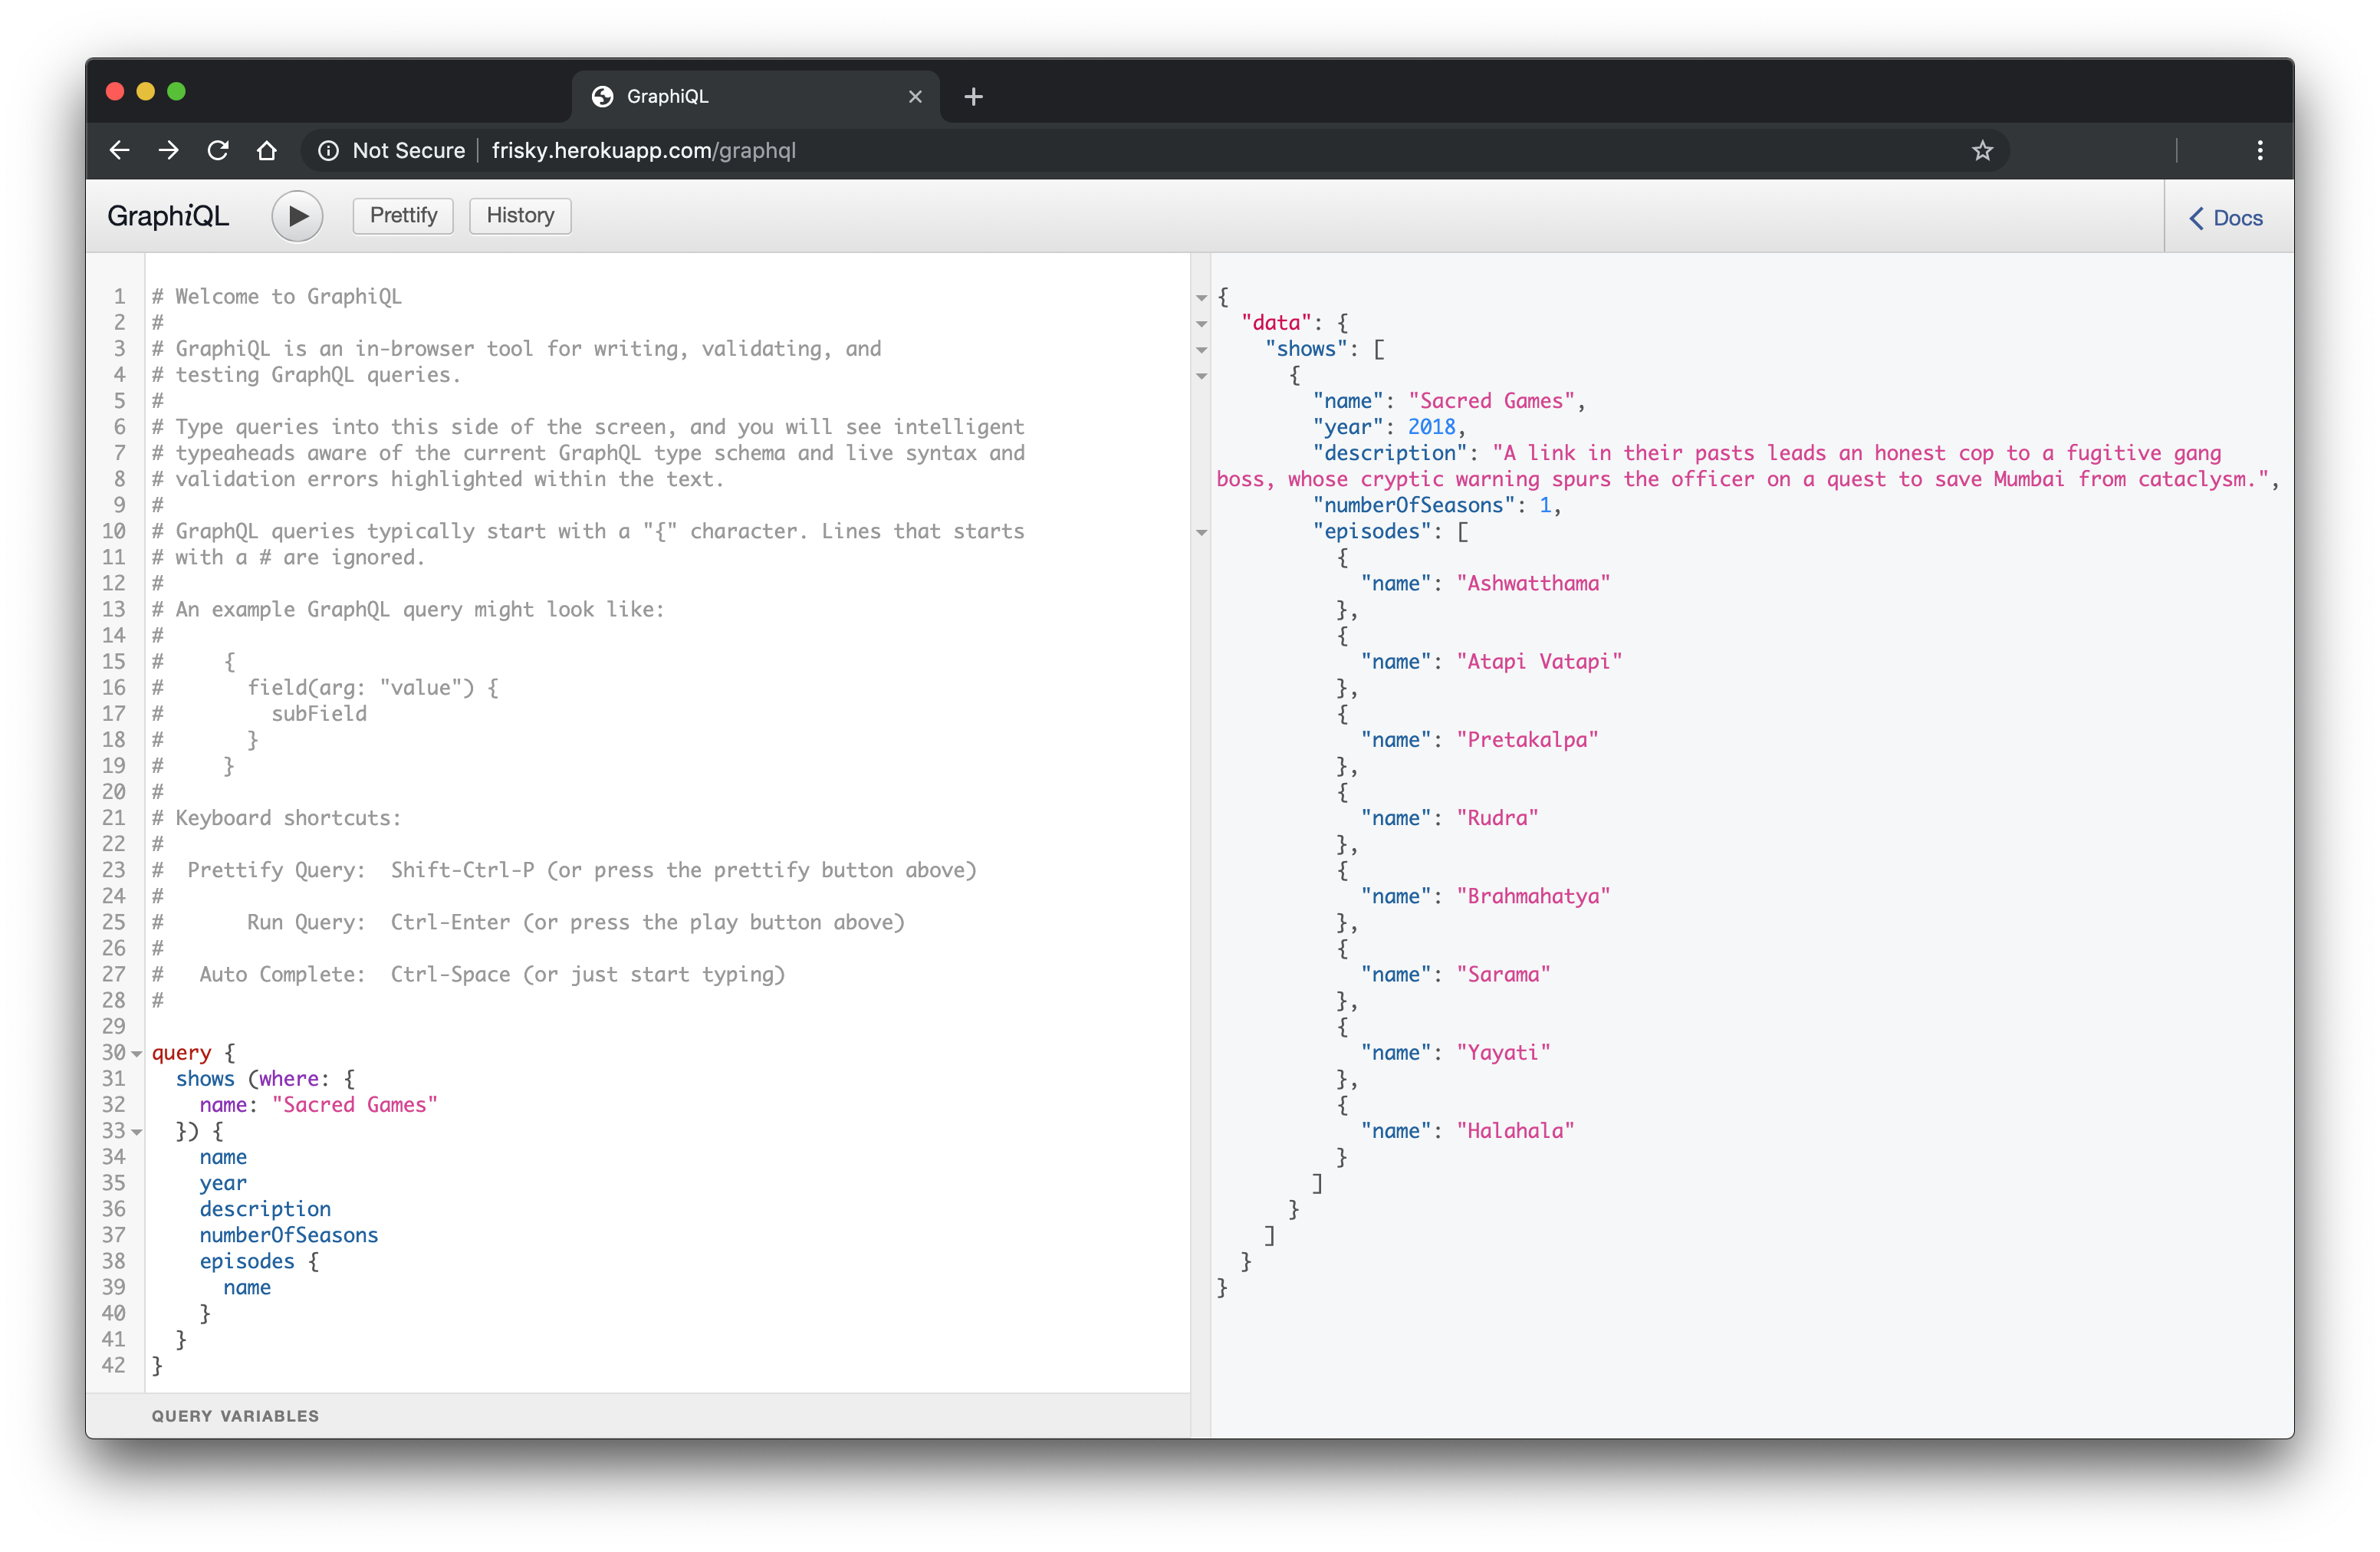 GraphiQL
Not Secure frisky.herokuapp.com/graphql
GraphiQL Prettify History Docs
1 # Welcome to GraphiQL
2 #
3 # GraphiQL is an in-browser tool for writing, validating, and
4 # testing GraphQL queries.
5 #
6 # Type queries into this side of the screen, and you will see intelligent
7 # typeaheads aware of the current GraphQL type schema and live syntax and
8 # validation errors highlighted within the text.
9 #
10 # GraphQL queries typically start with a "{" character. Lines that starts
11 # with a # are ignored.
12 #
13 # An example GraphQL query might look like:
14 #
15 #     {
16 #       field(arg: "value") {
17 #         subField
18 #       }
19 #     }
20 #
21 # Keyboard shortcuts:
22 #
23 #  Prettify Query:  Shift-Ctrl-P (or press the prettify button above)
24 #
25 #       Run Query:  Ctrl-Enter (or press the play button above)
26 #
27 #   Auto Complete:  Ctrl-Space (or just start typing)
28 #
29
30 query {
31   shows (where: {
32     name: "Sacred Games"
33   }) {
34     name
35     year
36     description
37     numberOfSeasons
38     episodes {
39       name
40     }
41   }
42 }
QUERY VARIABLES
{
  "data": {
    "shows": [
      {
        "name": "Sacred Games",
        "year": 2018,
        "description": "A link in their pasts leads an honest cop to a fugitive gang
boss, whose cryptic warning spurs the officer on a quest to save Mumbai from cataclysm.",
        "numberOfSeasons": 1,
        "episodes": [
          {
            "name": "Ashwatthama"
          },
          {
            "name": "Atapi Vatapi"
          },
          {
            "name": "Pretakalpa"
          },
          {
            "name": "Rudra"
          },
          {
            "name": "Brahmahatya"
          },
          {
            "name": "Sarama"
          },
          {
            "name": "Yayati"
          },
          {
            "name": "Halahala"
          }
        ]
      }
    ]
  }
}